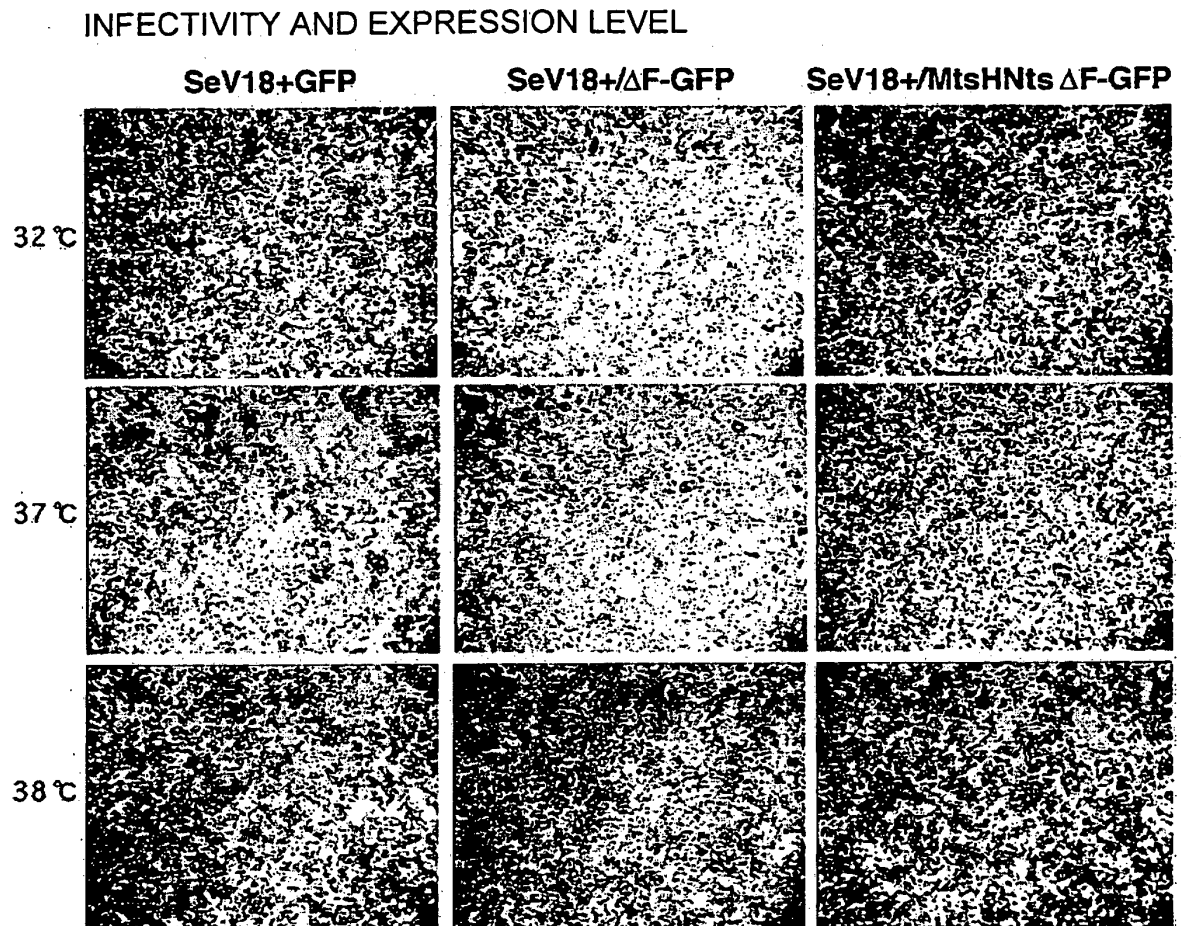 INFECTIVITY AND EXPRESSION LEVEL
SeV18+GFP SeV18+/ΔF-GFP SeV18+/MtsHNts ΔF-GFP
32 ℃
37 ℃
38 ℃